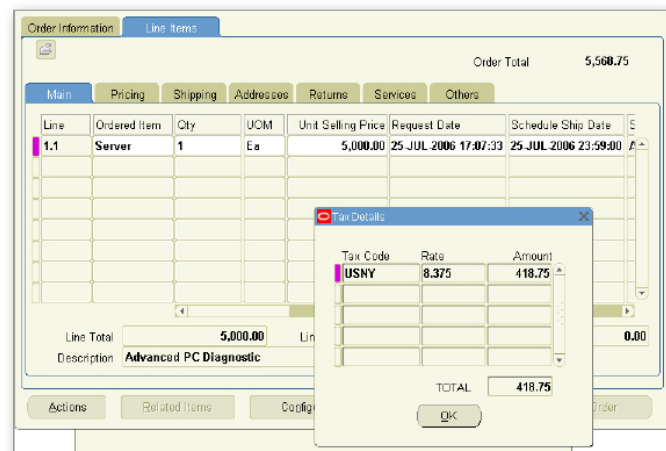 Order Information Line Items
Order Total 5,568.75
Main Pricing Shipping Addresses Returns Services Others
Line Ordered Item Qty UOM Unit Selling Price Request Date Schedule Ship Date S
1.1 Server 1 Ea 5,000.00 25-JUL-2006 17:07:33 25-JUL-2006 23:59:00 A
Tax Details
Tax Code Rate Amount
USNY 8.375 418.75
Line Total 5,000.00 Lin 0.00
Description Advanced PC Diagnostic
TOTAL 418.75
Actions Related Items Configu OK Order